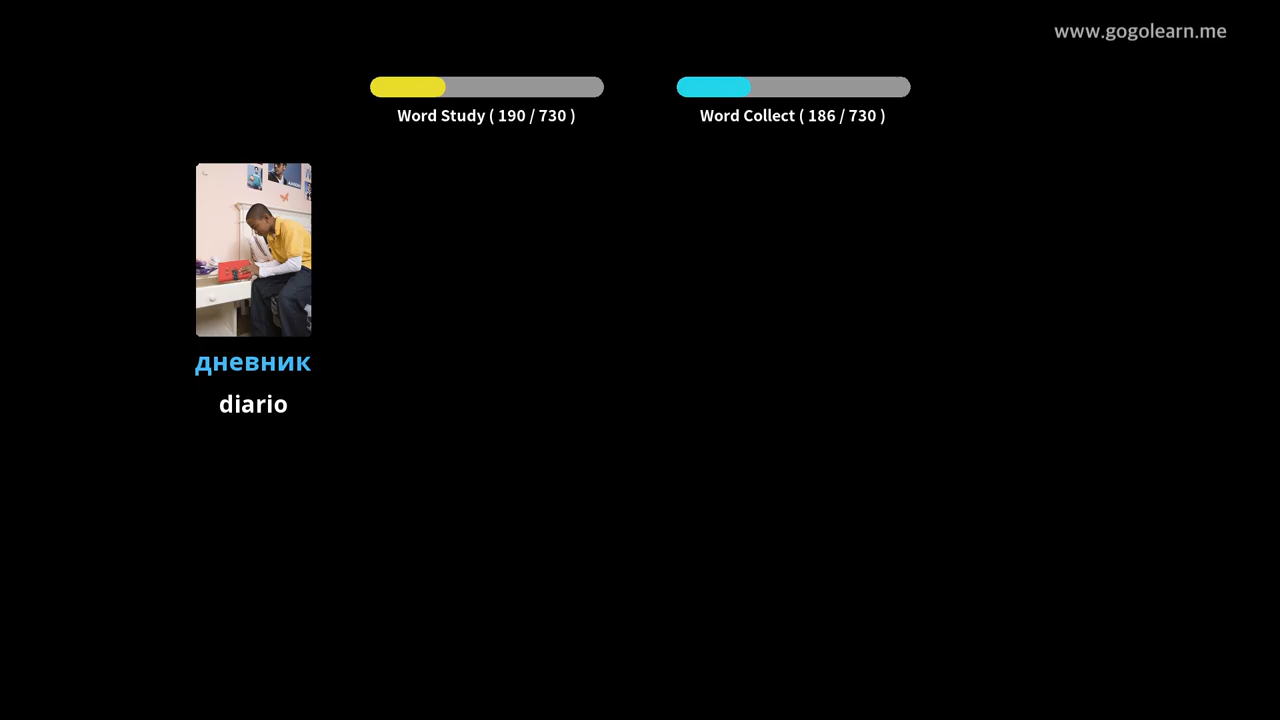 www.gogolearn.me
Word Study ( 190 / 730 )
Word Collect ( 186 / 730 )
дневник
diario